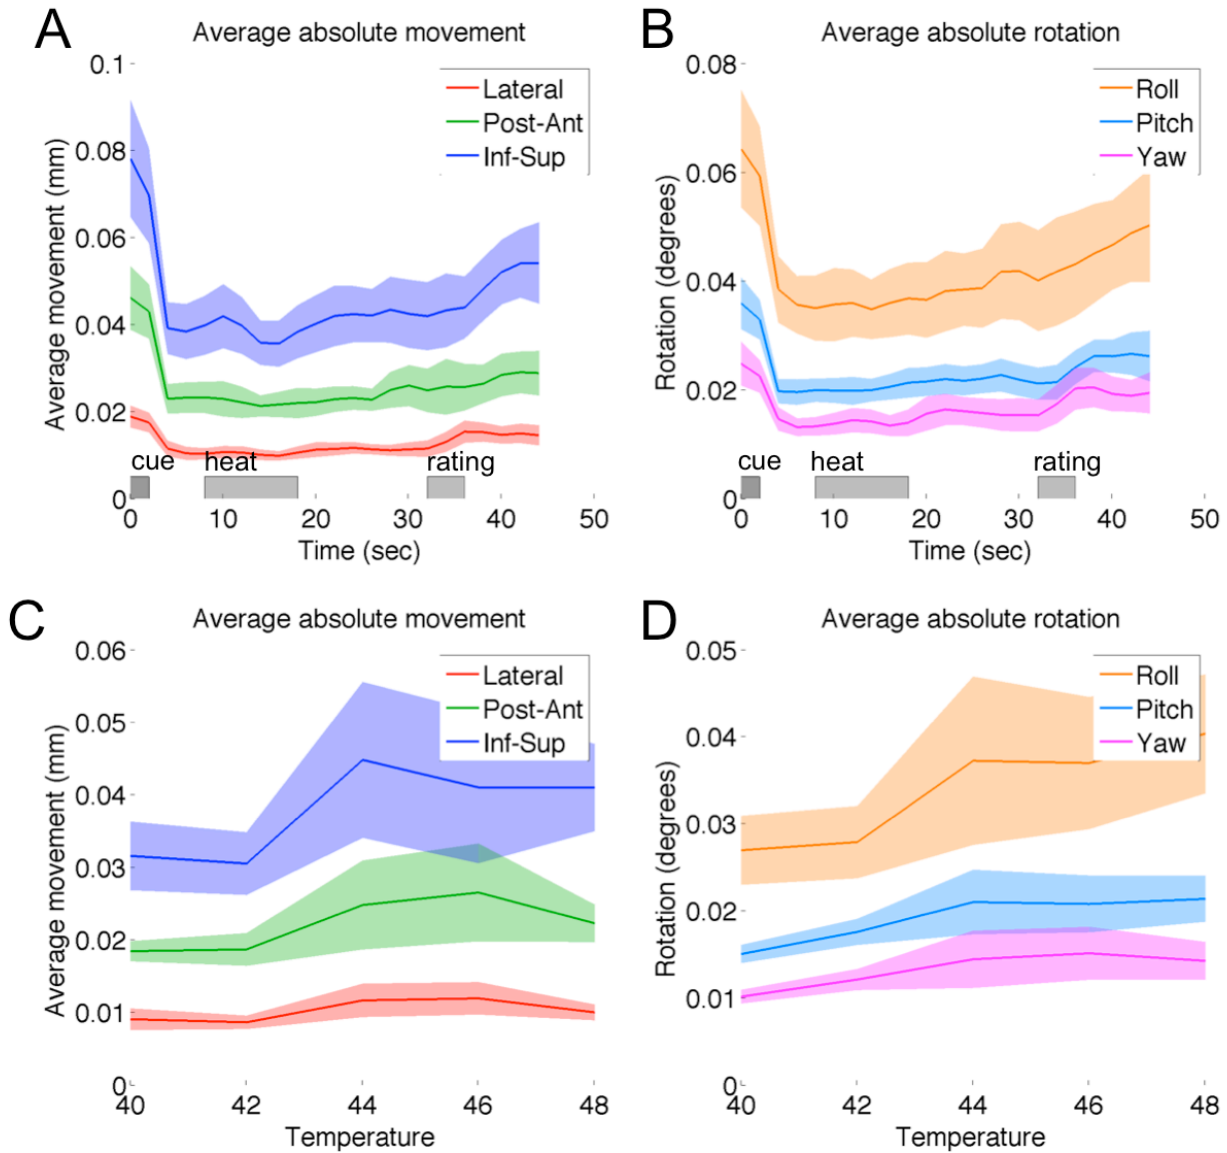 A
Average absolute movement
0.1
0.08
0.06
0.04
0.02
0
Average movement (mm)
Lateral
Post-Ant
Inf-Sup
cue heat rating
0 10 20 30 40 50
Time (sec)
B
Average absolute rotation
0.08
0.06
0.04
0.02
0
Rotation (degrees)
Roll
Pitch
Yaw
cue heat rating
0 10 20 30 40 50
Time (sec)
C
Average absolute movement
0.06
0.05
0.04
0.03
0.02
0.01
0
Average movement (mm)
Lateral
Post-Ant
Inf-Sup
40 42 44 46 48
Temperature
D
Average absolute rotation
0.05
0.04
0.03
0.02
0.01
0
Rotation (degrees)
Roll
Pitch
Yaw
40 42 44 46 48
Temperature